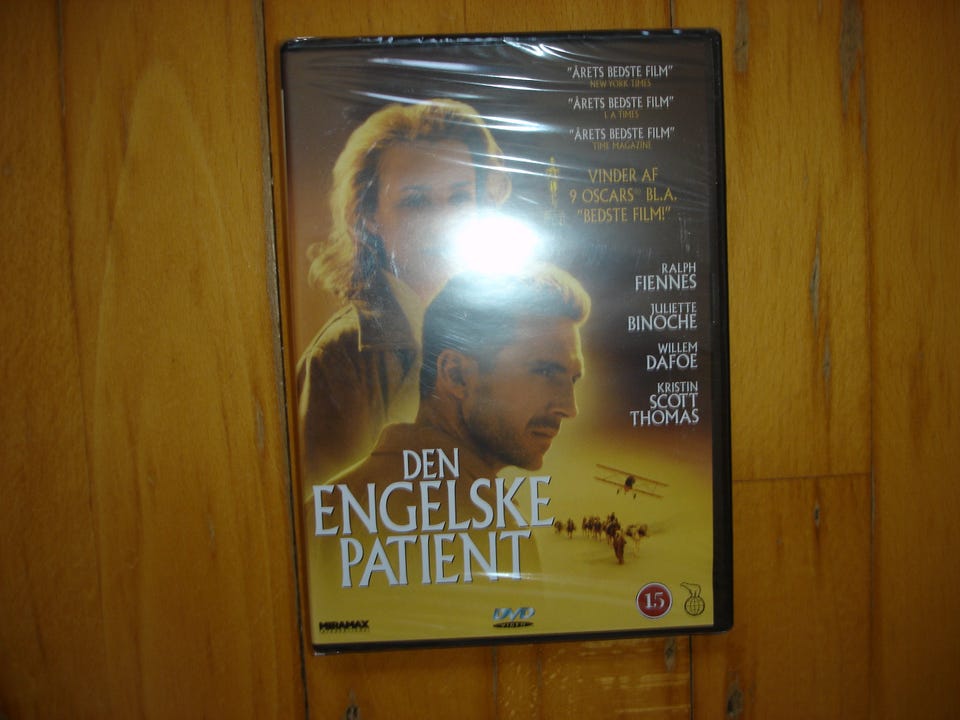 "ÅRETS BEDSTE FILM"
NEW YORK TIMES
"ÅRETS BEDSTE FILM"
L A TIMES
"ÅRETS BEDSTE FILM"
TIME MAGAZINE
VINDER AF
9 OSCARS® BL.A.
"BEDSTE FILM!"
RALPH
FIENNES
JULIETTE
BINOCHE
WILLEM
DAFOE
KRISTIN
SCOTT
THOMAS
DEN
ENGELSKE
PATIENT
MIRAMAX
DVD
VIDEO
15